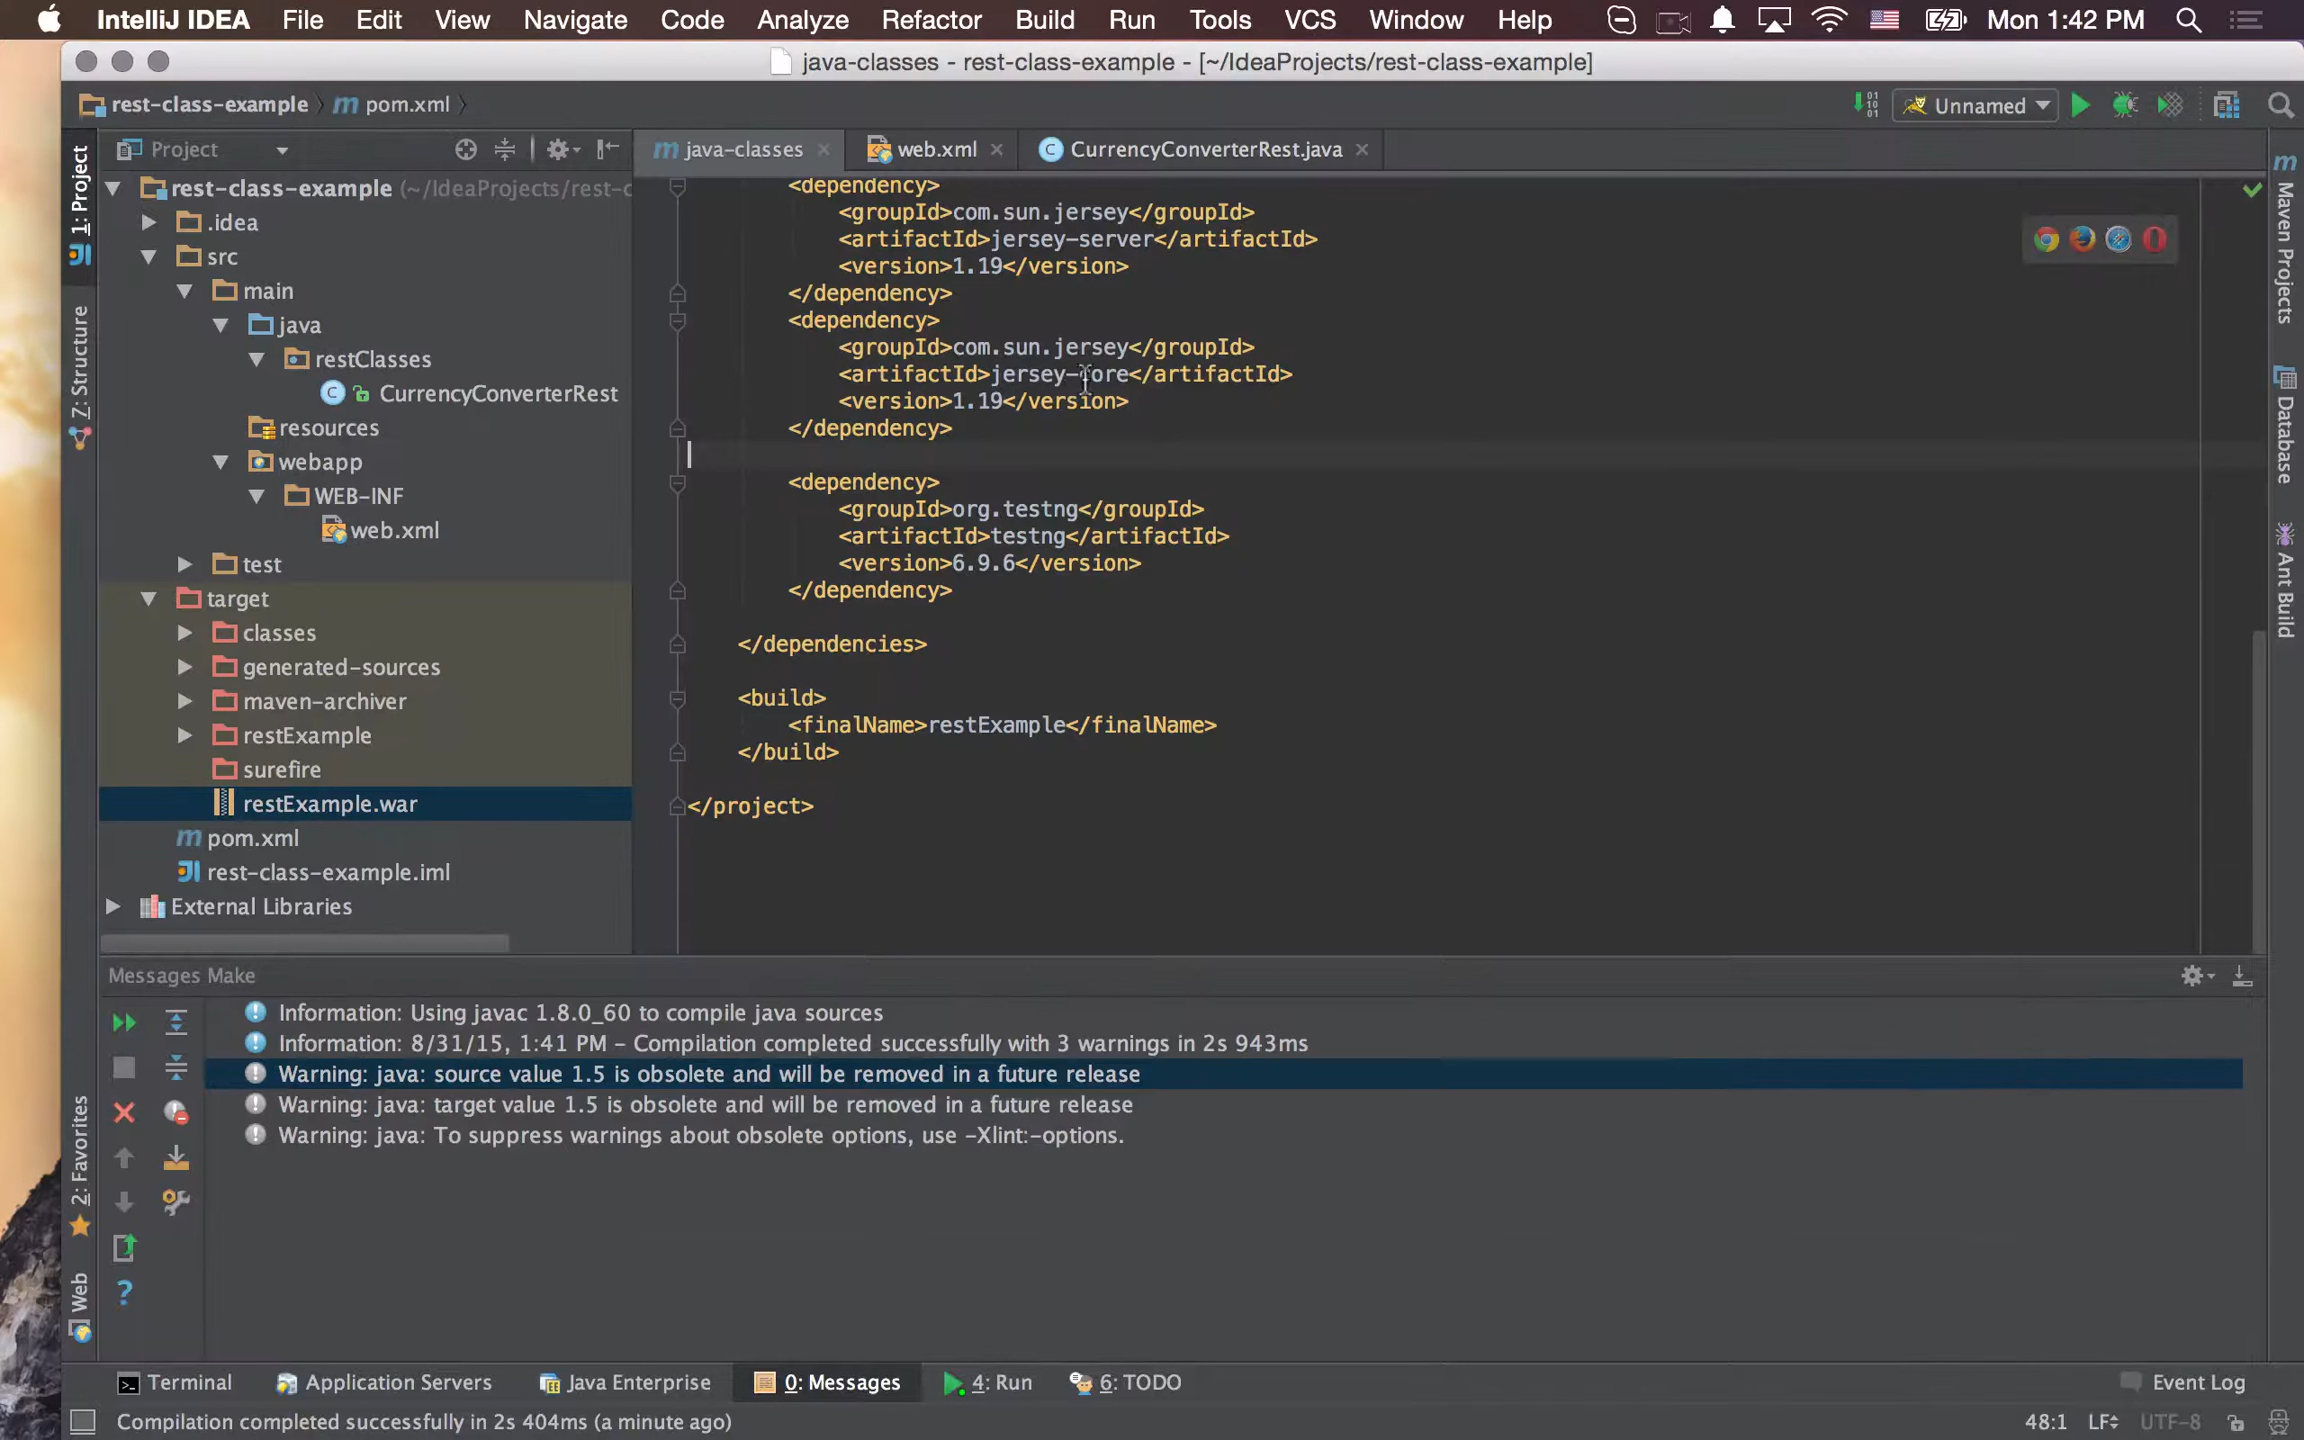 IntelliJ IDEA File Edit View Navigate Code Analyze Refactor Build Run Tools VCS Window Help Mon 1:42 PM
java-classes - rest-class-example - [~/IdeaProjects/rest-class-example]
rest-class-example pom.xml Unnamed
1: Project
Z: Structure
2: Favorites
Web
Project
rest-class-example (~/IdeaProjects/rest-c
.idea
src
main
java
restClasses
CurrencyConverterRest
resources
webapp
WEB-INF
web.xml
test
target
classes
generated-sources
maven-archiver
restExample
surefire
restExample.war
pom.xml
rest-class-example.iml
External Libraries
java-classes web.xml CurrencyConverterRest.java
<dependency>
<groupId>com.sun.jersey</groupId>
<artifactId>jersey-server</artifactId>
<version>1.19</version>
</dependency>
<dependency>
<groupId>com.sun.jersey</groupId>
<artifactId>jersey-core</artifactId>
<version>1.19</version>
</dependency>
<dependency>
<groupId>org.testng</groupId>
<artifactId>testng</artifactId>
<version>6.9.6</version>
</dependency>
</dependencies>
<build>
<finalName>restExample</finalName>
</build>
</project>
Maven Projects
Database
Ant Build
Messages Make
Information: Using javac 1.8.0_60 to compile java sources
Information: 8/31/15, 1:41 PM - Compilation completed successfully with 3 warnings in 2s 943ms
Warning: java: source value 1.5 is obsolete and will be removed in a future release
Warning: java: target value 1.5 is obsolete and will be removed in a future release
Warning: java: To suppress warnings about obsolete options, use -Xlint:-options.
Terminal Application Servers Java Enterprise 0: Messages 4: Run 6: TODO Event Log
Compilation completed successfully in 2s 404ms (a minute ago) 48:1 LF UTF-8